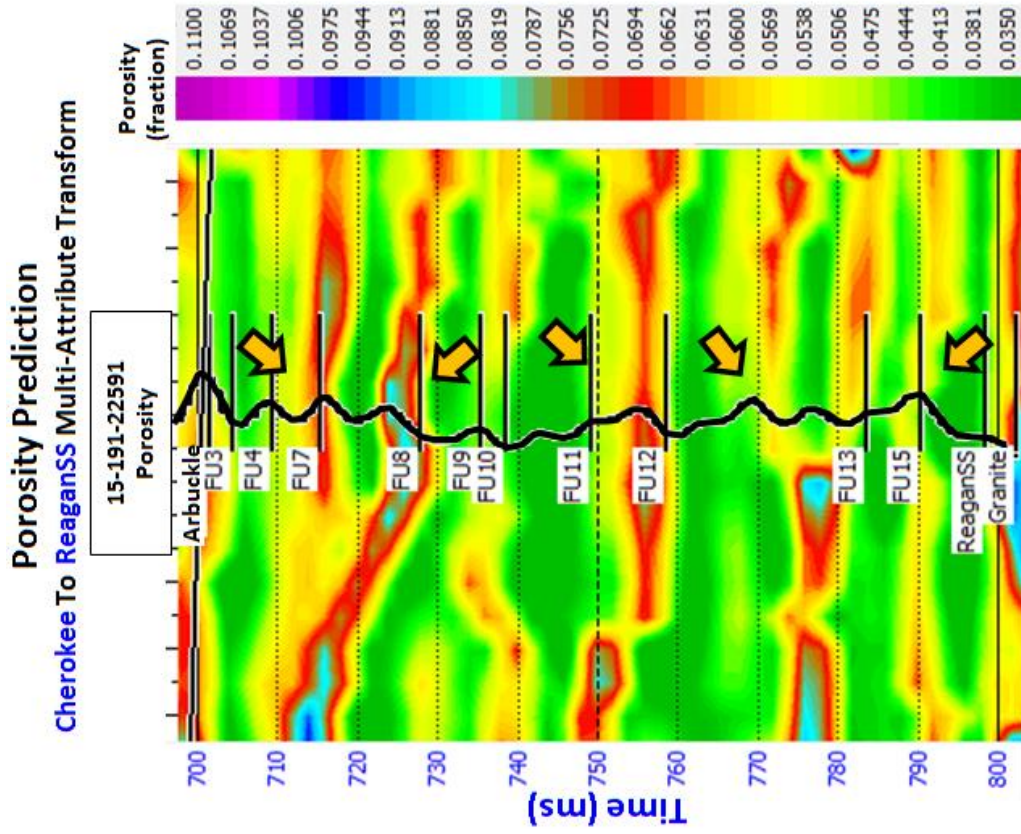 Porosity Prediction
Cherokee To ReaganSS Multi-Attribute Transform
15-191-22591
Porosity
Porosity
(fraction)
0.1100
0.1069
0.1037
0.1006
0.0975
0.0944
0.0913
0.0881
0.0850
0.0819
0.0787
0.0756
0.0725
0.0694
0.0631
0.0600
0.0569
0.0538
0.0506
0.0475
0.0444
0.0413
0.0381
0.0350
Arbuckle
FU3
FU4
FU7
FU8
FU9
FU10
FU11
FU12
FU13
FU15
ReaganSS
Granite
700
710
720
730
740
750
760
770
780
790
800
Time (ms)